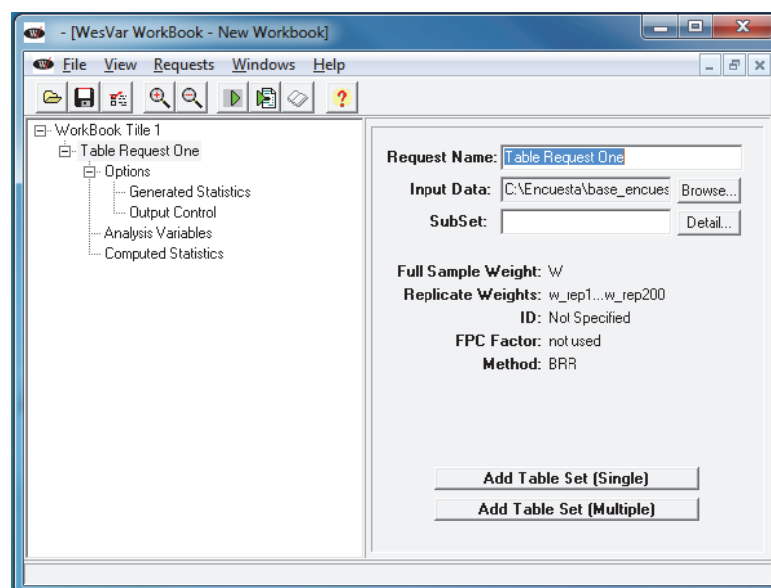 - [WesVar WorkBook - New Workbook]
File View Requests Windows Help
WorkBook Title 1
Table Request One
Options
Generated Statistics
Output Control
Analysis Variables
Computed Statistics
Request Name: Table Request One
Input Data: C:\Encuesta\base_encues Browse...
SubSet: Detail...
Full Sample Weight: W
Replicate Weights: w_rep1...w_rep200
ID: Not Specified
FPC Factor: not used
Method: BRR
Add Table Set (Single)
Add Table Set (Multiple)